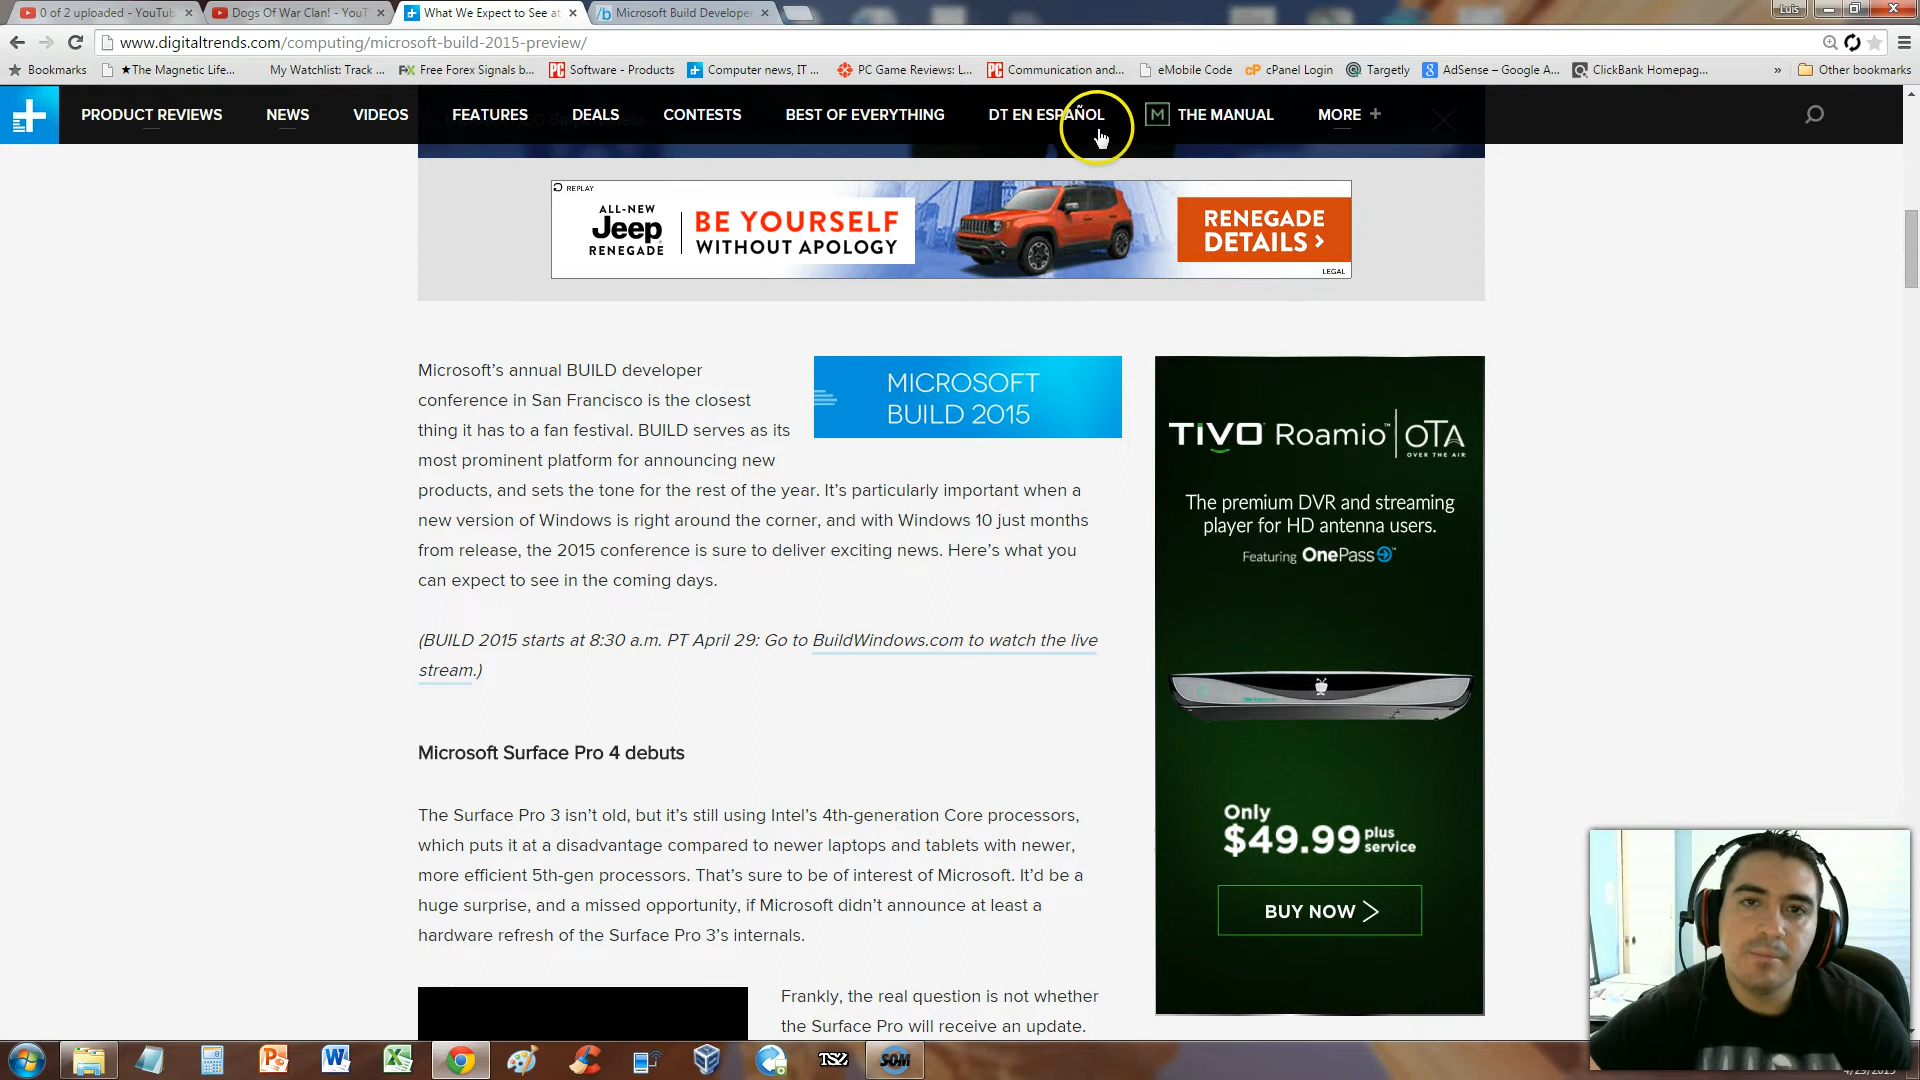 0 of 2 uploaded - YouTub
Dogs Of War Clan! - YouT
What We Expect to See at
Microsoft Build Developer
Luis
www.digitaltrends.com/computing/microsoft-build-2015-preview/
Bookmarks
★The Magnetic Life...
My Watchlist: Track ...
Free Forex Signals b...
Software - Products
Computer news, IT ...
PC Game Reviews: L...
Communication and...
eMobile Code
cPanel Login
Targetly
AdSense – Google A...
ClickBank Homepag...
»
Other bookmarks
PRODUCT REVIEWS
NEWS
VIDEOS
FEATURES
DEALS
CONTESTS
BEST OF EVERYTHING
DT EN ESPAÑOL
M
THE MANUAL
MORE +
REPLAY
ALL-NEW
Jeep
RENEGADE
BE YOURSELF
WITHOUT APOLOGY
RENEGADE
DETAILS >
LEGAL
MICROSOFT
BUILD 2015
Microsoft’s annual BUILD developer
conference in San Francisco is the closest
thing it has to a fan festival. BUILD serves as its
most prominent platform for announcing new
products, and sets the tone for the rest of the year. It’s particularly important when a
new version of Windows is right around the corner, and with Windows 10 just months
from release, the 2015 conference is sure to deliver exciting news. Here’s what you
can expect to see in the coming days.
(BUILD 2015 starts at 8:30 a.m. PT April 29: Go to BuildWindows.com to watch the live
stream.)
Microsoft Surface Pro 4 debuts
The Surface Pro 3 isn’t old, but it’s still using Intel’s 4th-generation Core processors,
which puts it at a disadvantage compared to newer laptops and tablets with newer,
more efficient 5th-gen processors. That’s sure to be of interest of Microsoft. It’d be a
huge surprise, and a missed opportunity, if Microsoft didn’t announce at least a
hardware refresh of the Surface Pro 3’s internals.
Frankly, the real question is not whether
the Surface Pro will receive an update.
TiVO Roamio™ OTA
OVER THE AIR
The premium DVR and streaming
player for HD antenna users.
Featuring OnePass™
Only
$49.99 plus
service
BUY NOW >
TS2
SOM